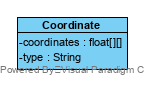 Coordinate
-coordinates : float[][]
-type : String
Powered By Visual Paradigm C